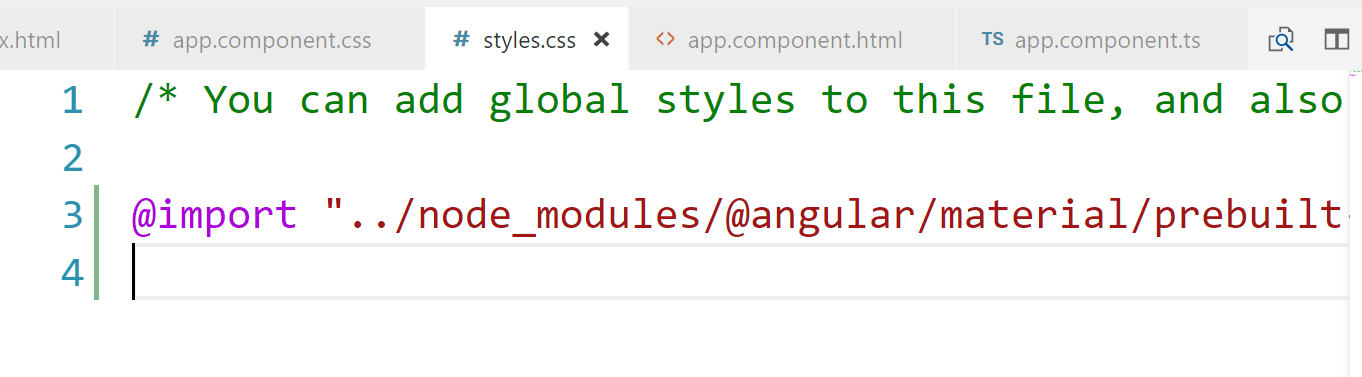 x.html # app.component.css # styles.css × <> app.component.html TS app.component.ts
1 /* You can add global styles to this file, and also
2
3 @import "../node_modules/@angular/material/prebuilt-
4